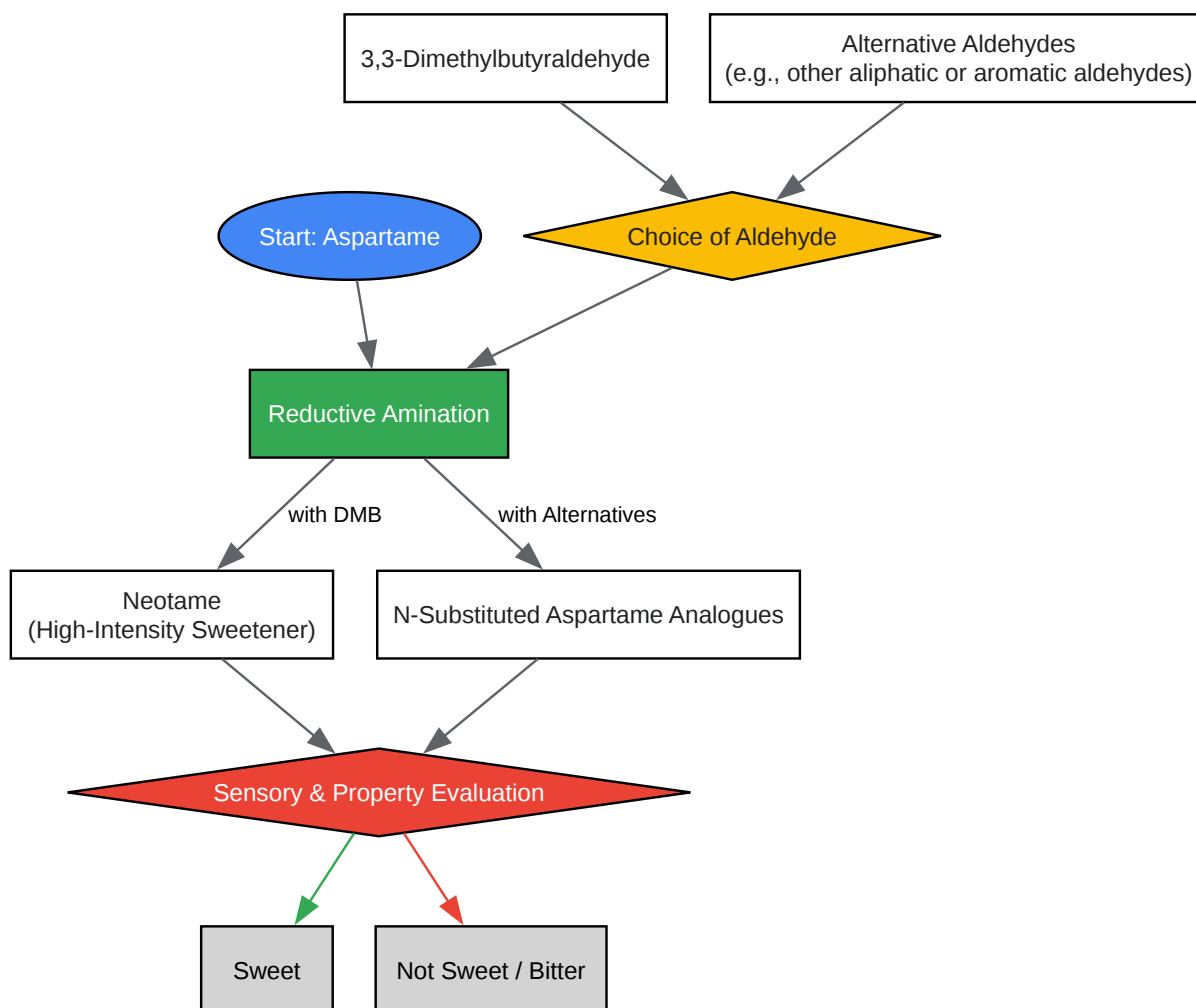 3,3-Dimethylbutyraldehyde
Alternative Aldehydes
(e.g., other aliphatic or aromatic aldehydes)
Start: Aspartame
Choice of Aldehyde
Reductive Amination
with DMB
with Alternatives
Neotame
(High-Intensity Sweetener)
N-Substituted Aspartame Analogues
Sensory & Property Evaluation
Sweet
Not Sweet / Bitter